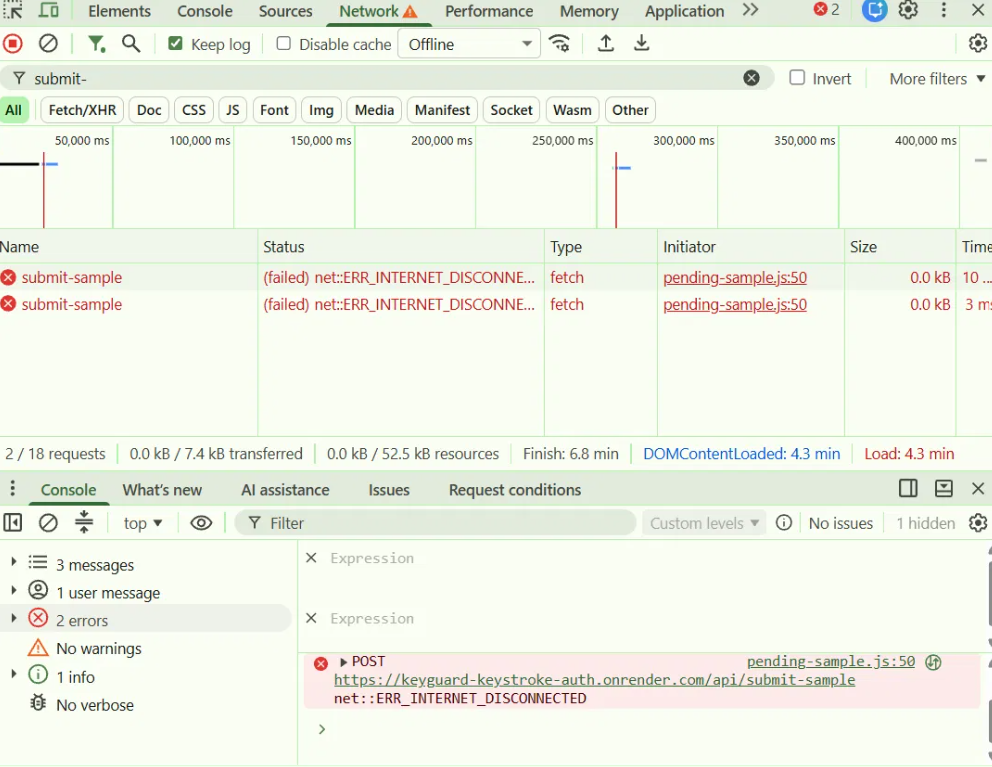 Elements Console Sources Network Performance Memory Application 2
Keep log Disable cache Offline
submit- Invert More filters
All Fetch/XHR Doc CSS JS Font Img Media Manifest Socket Wasm Other
50,000 ms 100,000 ms 150,000 ms 200,000 ms 250,000 ms 300,000 ms 350,000 ms 400,000 ms
Name Status Type Initiator Size Time
submit-sample (failed) net::ERR_INTERNET_DISCONNE... fetch pending-sample.js:50 0.0 kB 10 ...
submit-sample (failed) net::ERR_INTERNET_DISCONNE... fetch pending-sample.js:50 0.0 kB 3 ms
2 / 18 requests 0.0 kB / 7.4 kB transferred 0.0 kB / 52.5 kB resources Finish: 6.8 min DOMContentLoaded: 4.3 min Load: 4.3 min
Console What's new AI assistance Issues Request conditions
top Filter Custom levels No issues 1 hidden
3 messages
1 user message
2 errors
No warnings
1 info
No verbose
Expression
Expression
POST pending-sample.js:50
https://keyguard-keystroke-auth.onrender.com/api/submit-sample
net::ERR_INTERNET_DISCONNECTED